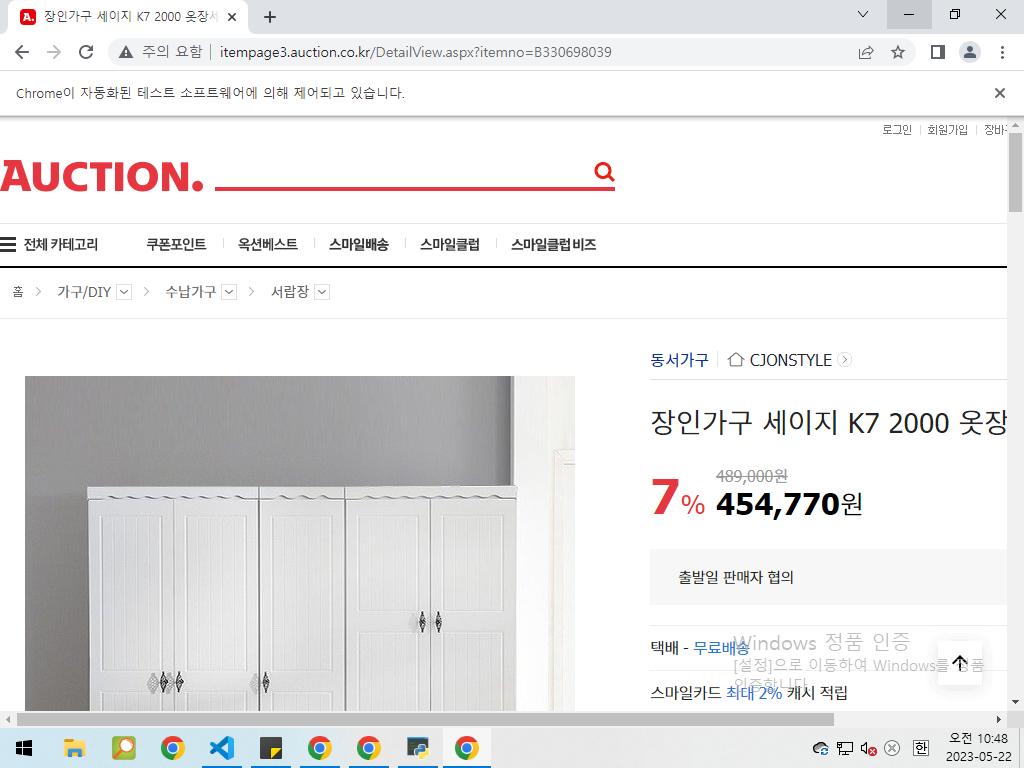 장인가구 세이지 K7 2000 옷장세
주의 요함
itempage3.auction.co.kr/DetailView.aspx?itemno=B330698039
Chrome이 자동화된 테스트 소프트웨어에 의해 제어되고 있습니다.
로그인 회원가입 장바구
AUCTION.
전체 카테고리 쿠폰포인트 옥션베스트 스마일배송 스마일클럽 스마일클럽 비즈
홈 가구/DIY 수납가구 서랍장
동서가구 CJONSTYLE
장인가구 세이지 K7 2000 옷장
489,000원
7% 454,770원
출발일 판매자 협의
택배 - 무료배송
Windows 정품 인증
[설정]으로 이동하여 Windows를 정품
인증합니다.
스마일카드 최대 2% 캐시 적립
한
오전 10:48
2023-05-22